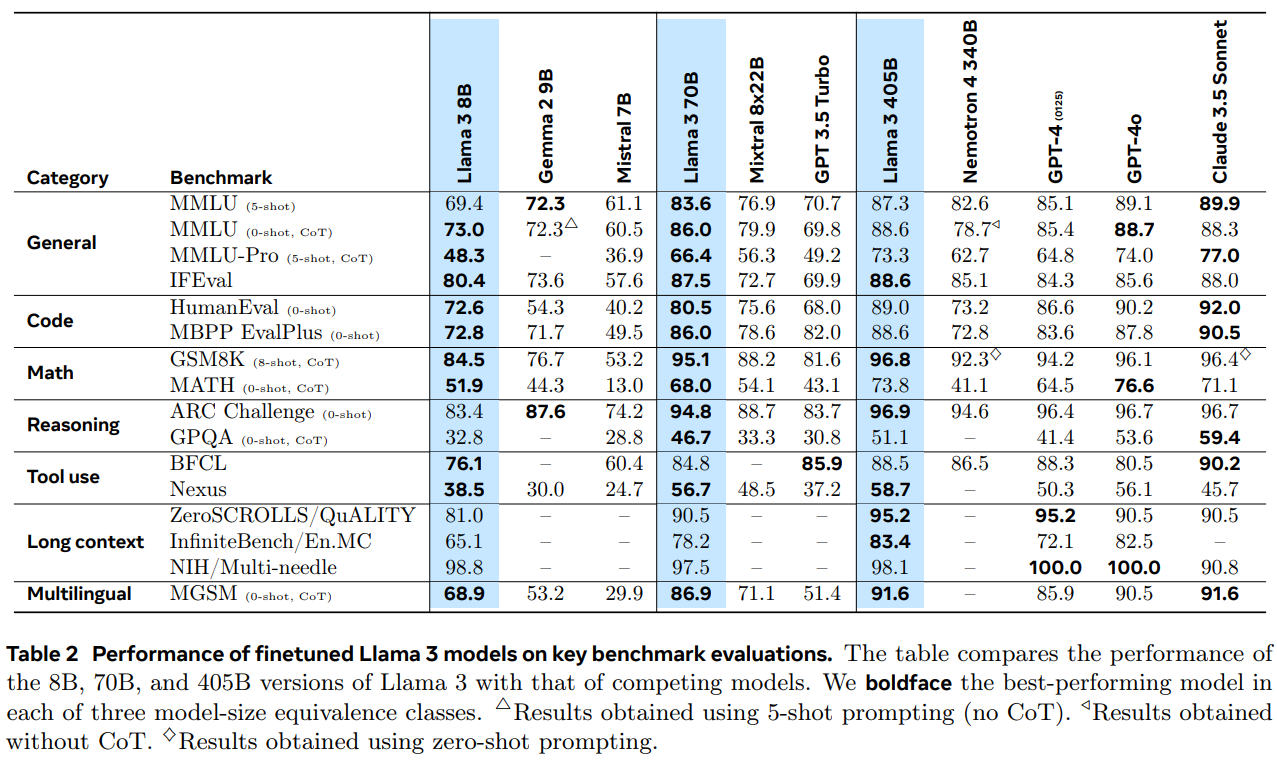 Category Benchmark Llama 3 8B Gemma 2 9B Mistral 7B Llama 3 70B Mixtral 8x22B GPT 3.5 Turbo Llama 3 405B Nemotron 4 340B GPT-4 (0125) GPT-4o Claude 3.5 Sonnet
General MMLU (5-shot) 69.4 72.3 61.1 83.6 76.9 70.7 87.3 82.6 85.1 89.1 89.9
MMLU (0-shot, CoT) 73.0 72.3△ 60.5 86.0 79.9 69.8 88.6 78.7◁ 85.4 88.7 88.3
MMLU-Pro (5-shot, CoT) 48.3 – 36.9 66.4 56.3 49.2 73.3 62.7 64.8 74.0 77.0
IFEval 80.4 73.6 57.6 87.5 72.7 69.9 88.6 85.1 84.3 85.6 88.0
Code HumanEval (0-shot) 72.6 54.3 40.2 80.5 75.6 68.0 89.0 73.2 86.6 90.2 92.0
MBPP EvalPlus (0-shot) 72.8 71.7 49.5 86.0 78.6 82.0 88.6 72.8 83.6 87.8 90.5
Math GSM8K (8-shot, CoT) 84.5 76.7 53.2 95.1 88.2 81.6 96.8 92.3♢ 94.2 96.1 96.4♢
MATH (0-shot, CoT) 51.9 44.3 13.0 68.0 54.1 43.1 73.8 41.1 64.5 76.6 71.1
Reasoning ARC Challenge (0-shot) 83.4 87.6 74.2 94.8 88.7 83.7 96.9 94.6 96.4 96.7 96.7
GPQA (0-shot, CoT) 32.8 – 28.8 46.7 33.3 30.8 51.1 – 41.4 53.6 59.4
Tool use BFCL 76.1 – 60.4 84.8 – 85.9 88.5 86.5 88.3 80.5 90.2
Nexus 38.5 30.0 24.7 56.7 48.5 37.2 58.7 – 50.3 56.1 45.7
Long context ZeroSCROLLS/QuALITY 81.0 – – 90.5 – – 95.2 – 95.2 90.5 90.5
InfiniteBench/En.MC 65.1 – – 78.2 – – 83.4 – 72.1 82.5 –
NIH/Multi-needle 98.8 – – 97.5 – – 98.1 – 100.0 100.0 90.8
Multilingual MGSM (0-shot, CoT) 68.9 53.2 29.9 86.9 71.1 51.4 91.6 – 85.9 90.5 91.6
Table 2 Performance of finetuned Llama 3 models on key benchmark evaluations. The table compares the performance of
the 8B, 70B, and 405B versions of Llama 3 with that of competing models. We boldface the best-performing model in
each of three model-size equivalence classes. △Results obtained using 5-shot prompting (no CoT). ◁Results obtained
without CoT. ♢Results obtained using zero-shot prompting.